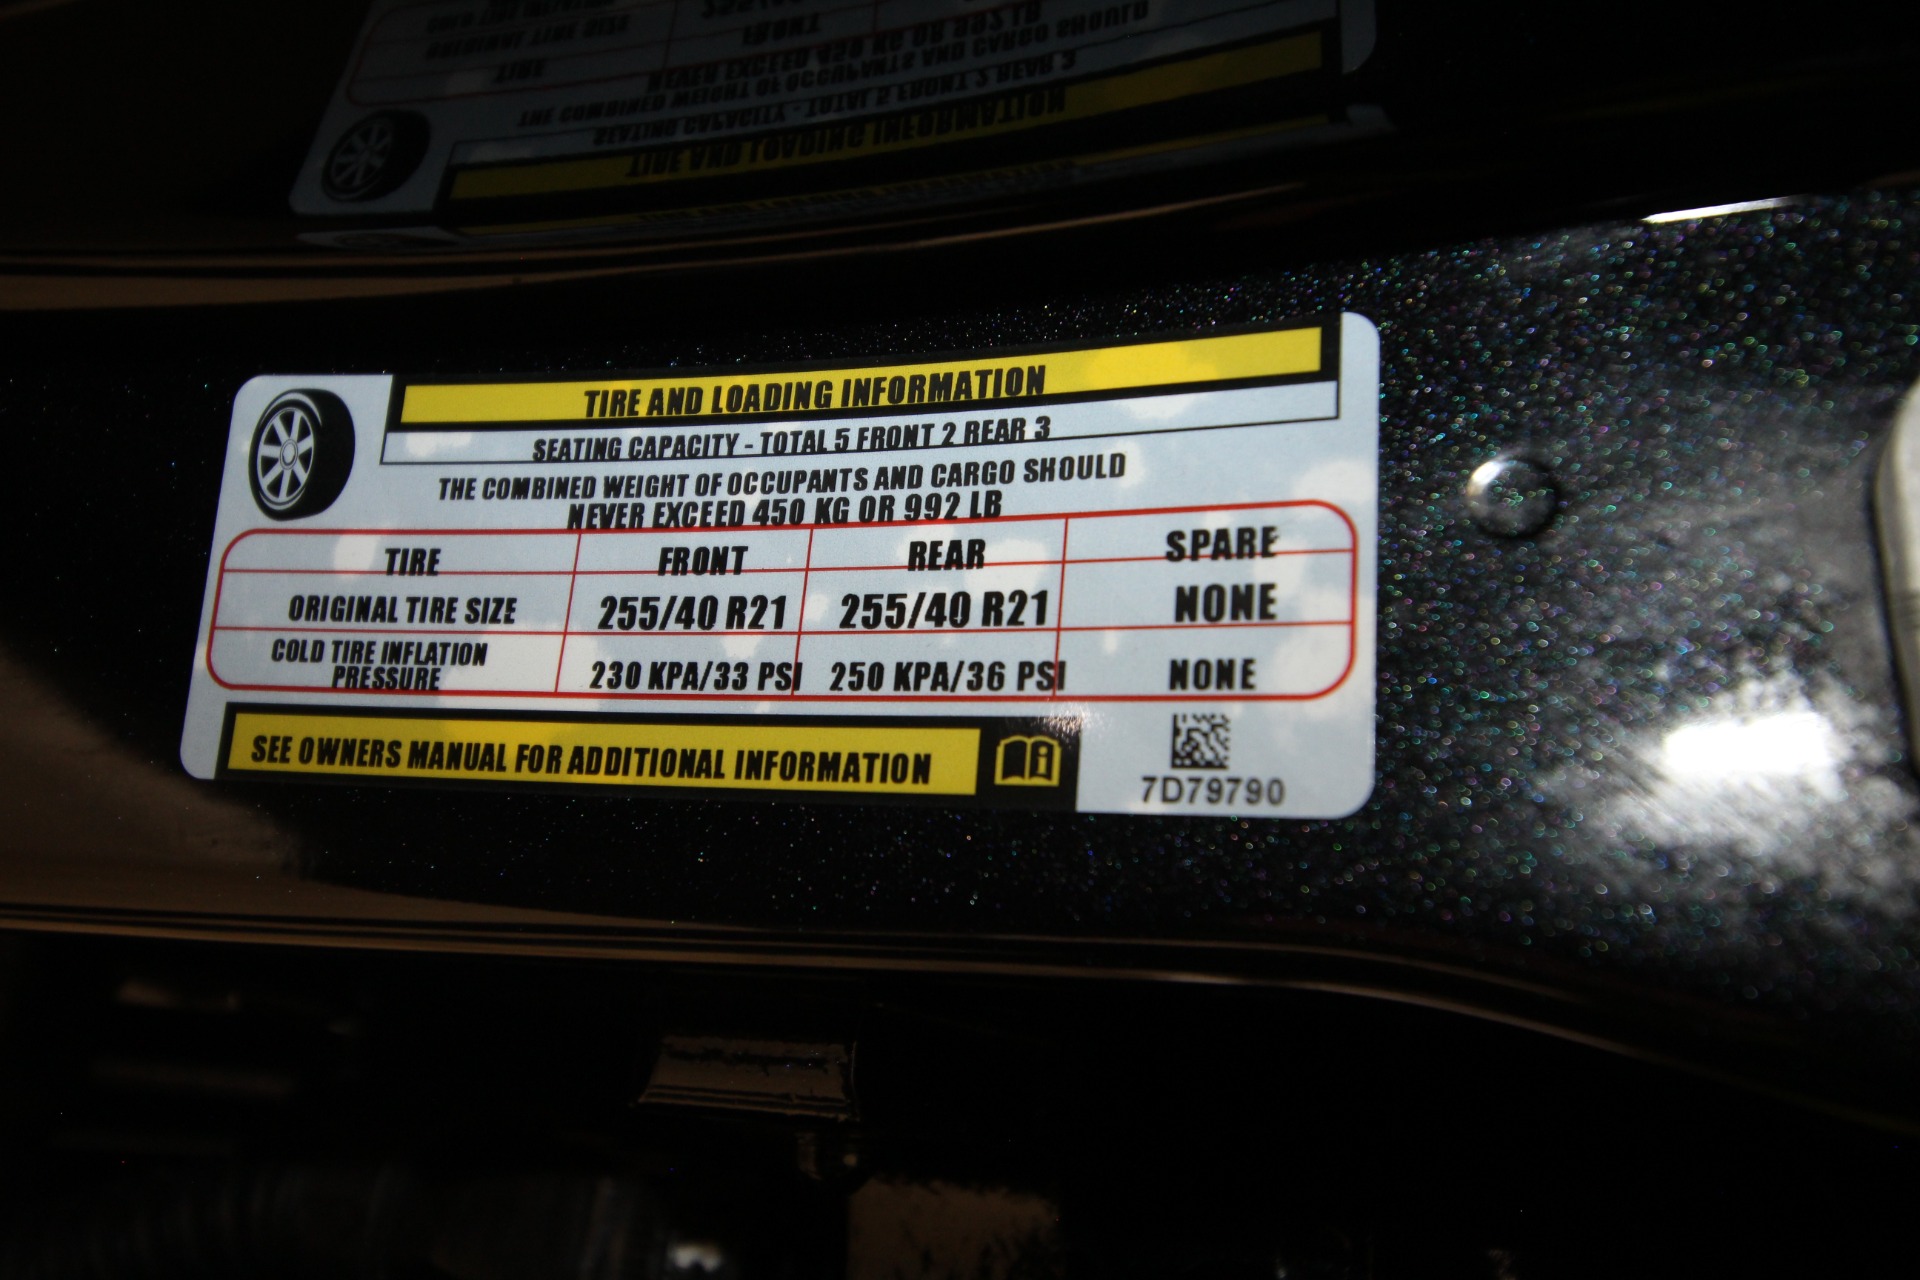 TIRE AND LOADING INFORMATION
SEATING CAPACITY - TOTAL 5 FRONT 2 REAR 3
THE COMBINED WEIGHT OF OCCUPANTS AND CARGO SHOULD
NEVER EXCEED 450 KG OR 992 LB
TIRE FRONT REAR SPARE
ORIGINAL TIRE SIZE 255/40 R21 255/40 R21 NONE
COLD TIRE INFLATION
PRESSURE 230 KPA/33 PSI 250 KPA/36 PSI NONE
SEE OWNERS MANUAL FOR ADDITIONAL INFORMATION
7D79790